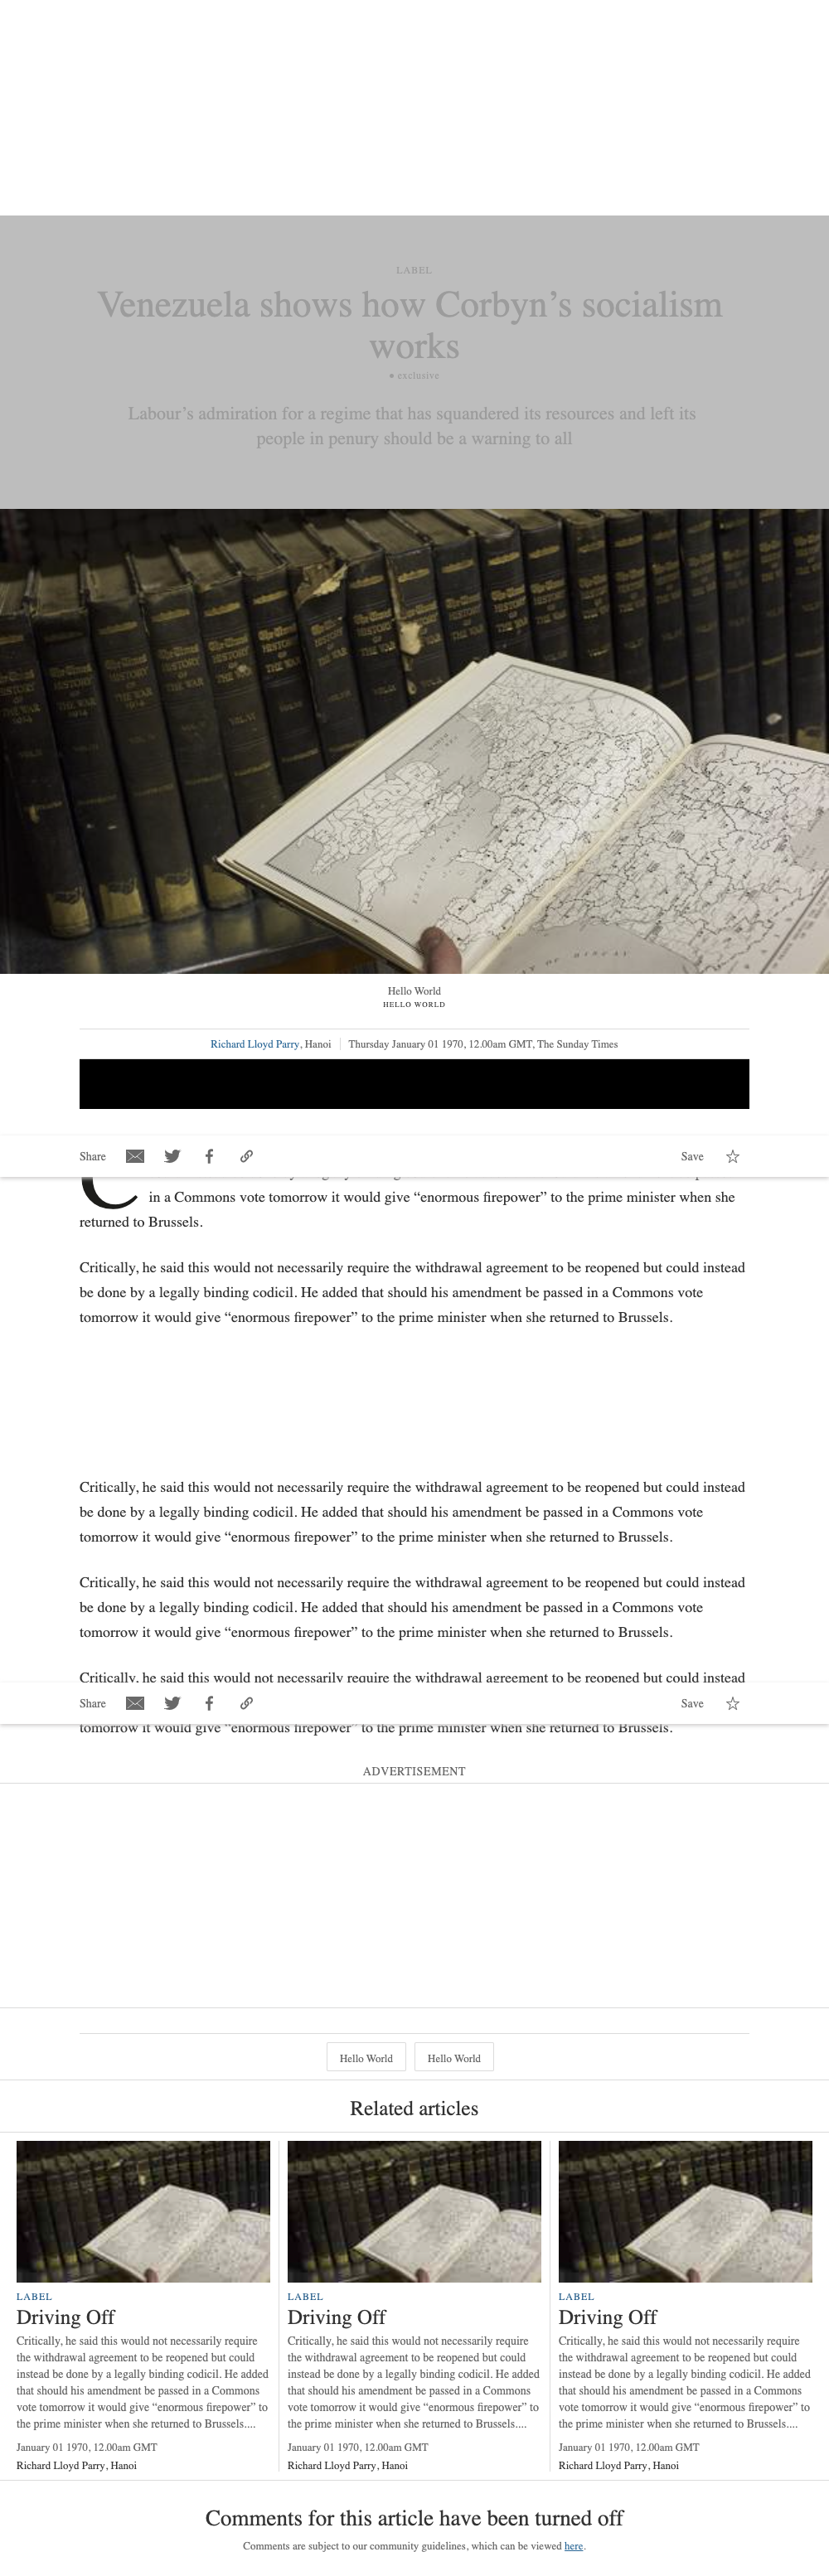 LABEL
Venezuela shows how Corbyn’s socialism
works
• exclusive
Labour’s admiration for a regime that has squandered its resources and left its
people in penury should be a warning to all
Hello World
HELLO WORLD
Richard Lloyd Parry, Hanoi | Thursday January 01 1970, 12.00am GMT, The Sunday Times
Share Save
C
in a Commons vote tomorrow it would give “enormous firepower” to the prime minister when she
returned to Brussels.
Critically, he said this would not necessarily require the withdrawal agreement to be reopened but could instead
be done by a legally binding codicil. He added that should his amendment be passed in a Commons vote
tomorrow it would give “enormous firepower” to the prime minister when she returned to Brussels.
Critically, he said this would not necessarily require the withdrawal agreement to be reopened but could instead
be done by a legally binding codicil. He added that should his amendment be passed in a Commons vote
tomorrow it would give “enormous firepower” to the prime minister when she returned to Brussels.
Critically, he said this would not necessarily require the withdrawal agreement to be reopened but could instead
be done by a legally binding codicil. He added that should his amendment be passed in a Commons vote
tomorrow it would give “enormous firepower” to the prime minister when she returned to Brussels.
Critically, he said this would not necessarily require the withdrawal agreement to be reopened but could instead
Share Save
tomorrow it would give “enormous firepower” to the prime minister when she returned to Brussels.
ADVERTISEMENT
Hello World Hello World
Related articles
LABEL
Driving Off
Critically, he said this would not necessarily require
the withdrawal agreement to be reopened but could
instead be done by a legally binding codicil. He added
that should his amendment be passed in a Commons
vote tomorrow it would give “enormous firepower” to
the prime minister when she returned to Brussels....
January 01 1970, 12.00am GMT
Richard Lloyd Parry, Hanoi
LABEL
Driving Off
Critically, he said this would not necessarily require
the withdrawal agreement to be reopened but could
instead be done by a legally binding codicil. He added
that should his amendment be passed in a Commons
vote tomorrow it would give “enormous firepower” to
the prime minister when she returned to Brussels....
January 01 1970, 12.00am GMT
Richard Lloyd Parry, Hanoi
LABEL
Driving Off
Critically, he said this would not necessarily require
the withdrawal agreement to be reopened but could
instead be done by a legally binding codicil. He added
that should his amendment be passed in a Commons
vote tomorrow it would give “enormous firepower” to
the prime minister when she returned to Brussels....
January 01 1970, 12.00am GMT
Richard Lloyd Parry, Hanoi
Comments for this article have been turned off
Comments are subject to our community guidelines, which can be viewed here.